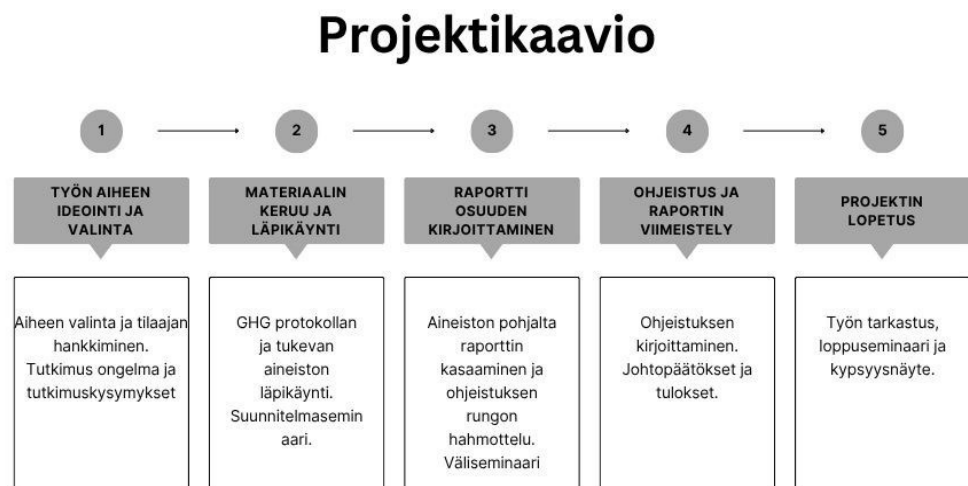 Projektikaavio
1
2
3
4
5
TYÖN AIHEEN
IDEOINTI JA
VALINTA
MATERIAALIN
KERUU JA
LÄPIKÄYNTI
RAPORTTI
OSUUDEN
KIRJOITTAMINEN
OHJEISTUS JA
RAPORTIN
VIIMEISTELY
PROJEKTIN
LOPETUS
Aiheen valinta ja tilaajan
hankkiminen.
Tutkimus ongelma ja
tutkimuskysymykset
GHG protokollan
ja tukevan
aineiston
läpikäynti.
Suunnitelmasemin
aari.
Aineiston pohjalta
raporttin
kasaaminen ja
ohjeistuksen
rungon
hahmottelu.
Väliseminaari
Ohjeistuksen
kirjoittaminen.
Johtopäätökset ja
tulokset.
Työn tarkastus,
loppuseminaari ja
kypsyysnäyte.